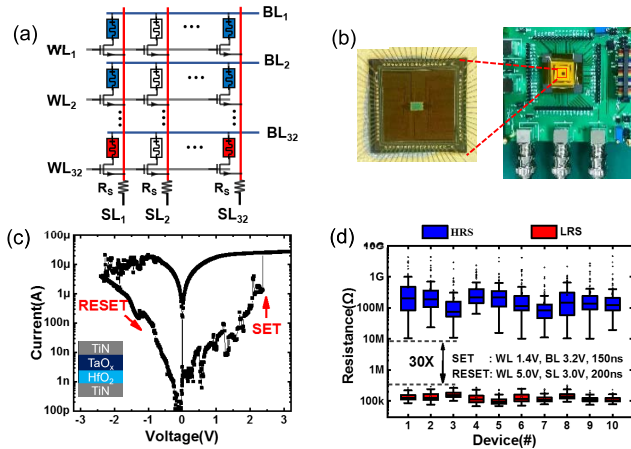 (a)
BL1
WL1
BL2
WL2
BL32
WL32
RS RS RS
SL1 SL2 SL32
(b)
(c)
100μ
10μ
1μ
100n
10n
1n
100p
Current(A)
RESET
SET
TiN
TaOx
HfO2
TiN
-2 -1 0 1 2 3
Voltage(V)
(d)
HRS LRS
10G
1G
100M
10M
1M
100k
Resistance(Ω)
30X
SET : WL 1.4V, BL 3.2V, 150ns
RESET: WL 5.0V, SL 3.0V, 200ns
1 2 3 4 5 6 7 8 9 10
Device(#)